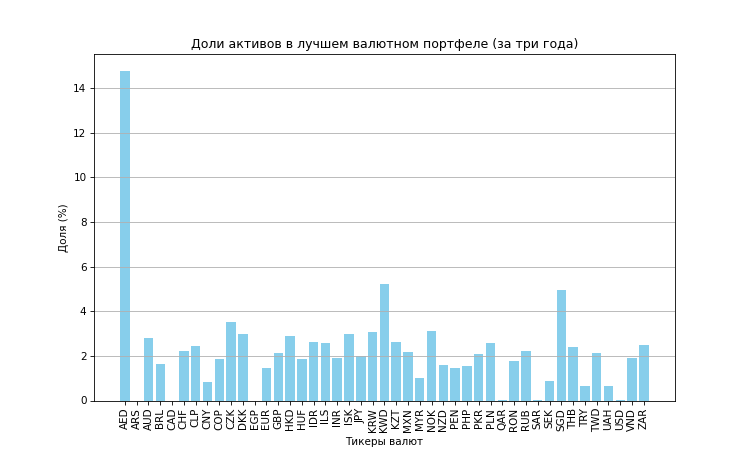 Доли активов в лучшем валютном портфеле (за три года)
Доля (%)
14
12
10
8
6
4
2
0
AED ARS AUD BRL CAD CHF CLP CNY COP CZK DKK EGP EUR GBP HKD HUF IDR ILS INR ISK JPY KRW KWD KZT MXN MYR NOK NZD PEN PHP PKR PLN QAR RON RUB SAR SEK SGD THB TRY TWD UAH USD VND ZAR
Тикеры валют